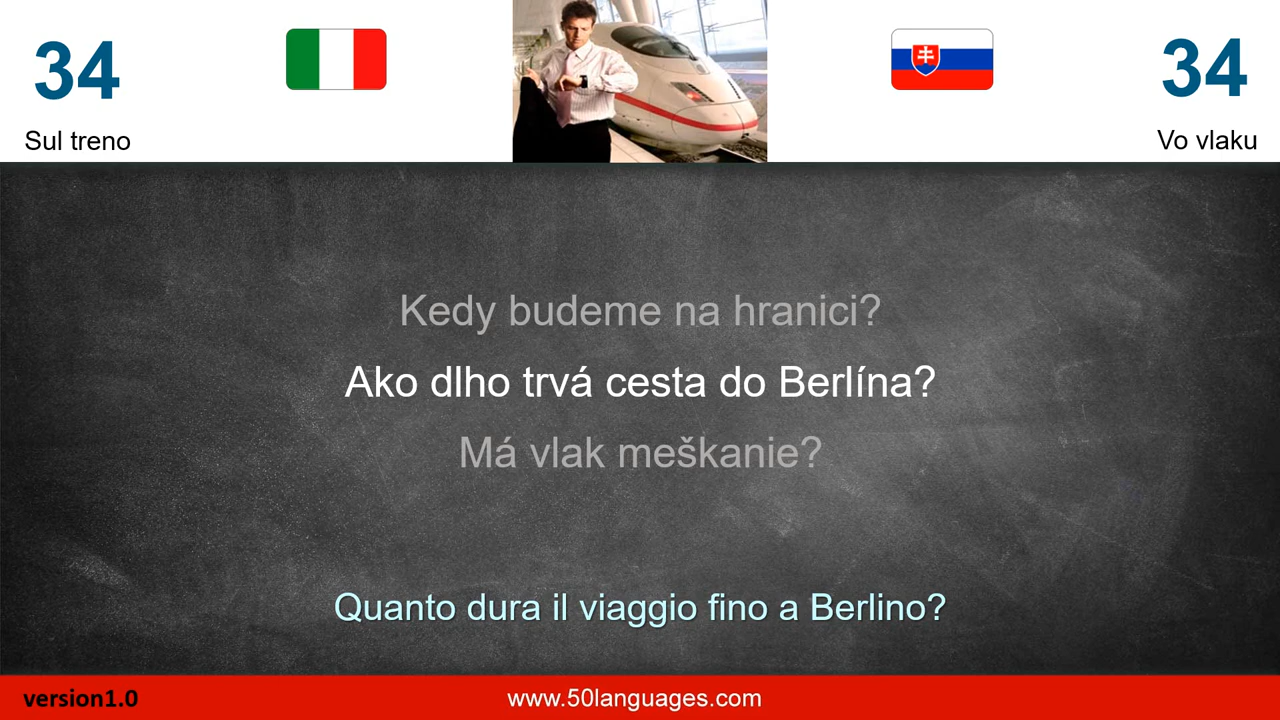 34
34
Sul treno
Vo vlaku
Kedy budeme na hranici?
Ako dlho trvá cesta do Berlína?
Má vlak meškanie?
Quanto dura il viaggio fino a Berlino?
version1.0
www.50languages.com